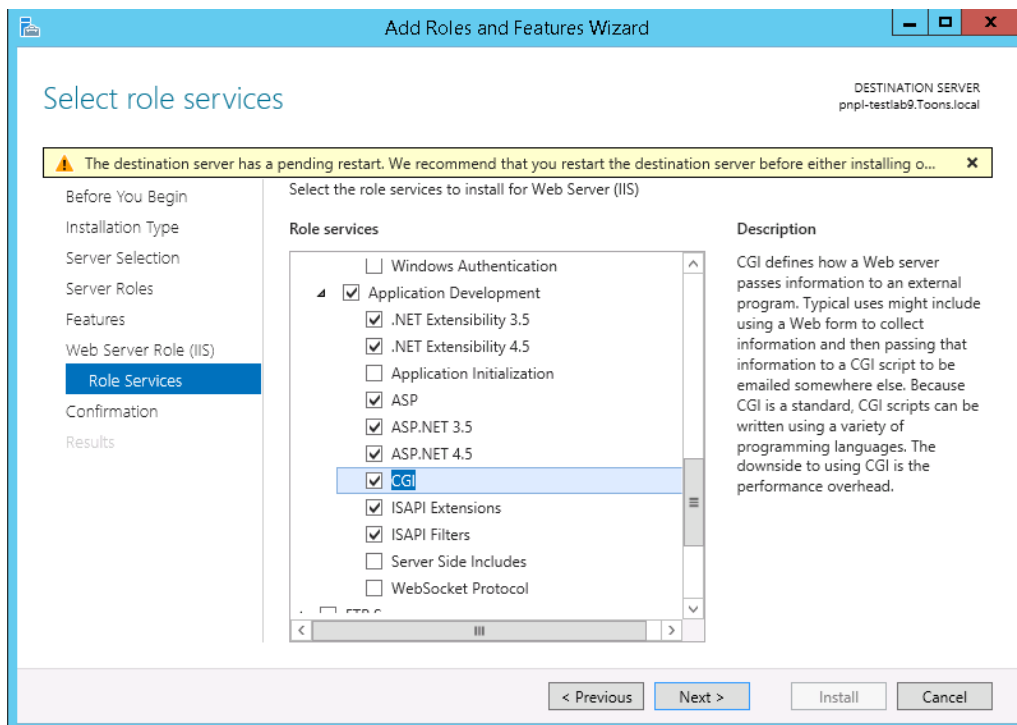 Add Roles and Features Wizard
Select role services
DESTINATION SERVER
pnpl-testlab9.Toons.local
The destination server has a pending restart. We recommend that you restart the destination server before either installing o...
Before You Begin
Installation Type
Server Selection
Server Roles
Features
Web Server Role (IIS)
Role Services
Confirmation
Results
Select the role services to install for Web Server (IIS)
Role services
Windows Authentication
Application Development
.NET Extensibility 3.5
.NET Extensibility 4.5
Application Initialization
ASP
ASP.NET 3.5
ASP.NET 4.5
CGI
ISAPI Extensions
ISAPI Filters
Server Side Includes
WebSocket Protocol
Description
CGI defines how a Web server
passes information to an external
program. Typical uses might include
using a Web form to collect
information and then passing that
information to a CGI script to be
emailed somewhere else. Because
CGI is a standard, CGI scripts can be
written using a variety of
programming languages. The
downside to using CGI is the
performance overhead.
< Previous
Next >
Install
Cancel